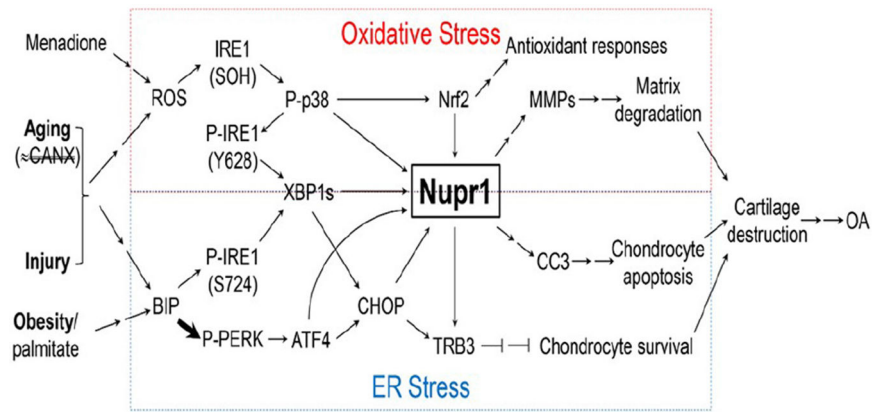 Oxidative Stress
Menadione
IRE1
(SOH)
Antioxidant responses
ROS
P-p38
Nrf2
MMPs
Matrix
degradation
Aging
(≈CANX)
P-IRE1
(Y628)
XBP1s
Nupr1
Cartilage
destruction
OA
Injury
P-IRE1
(S724)
CC3
Chondrocyte
apoptosis
BIP
CHOP
Obesity/
palmitate
P-PERK
ATF4
TRB3
Chondrocyte survival
ER Stress